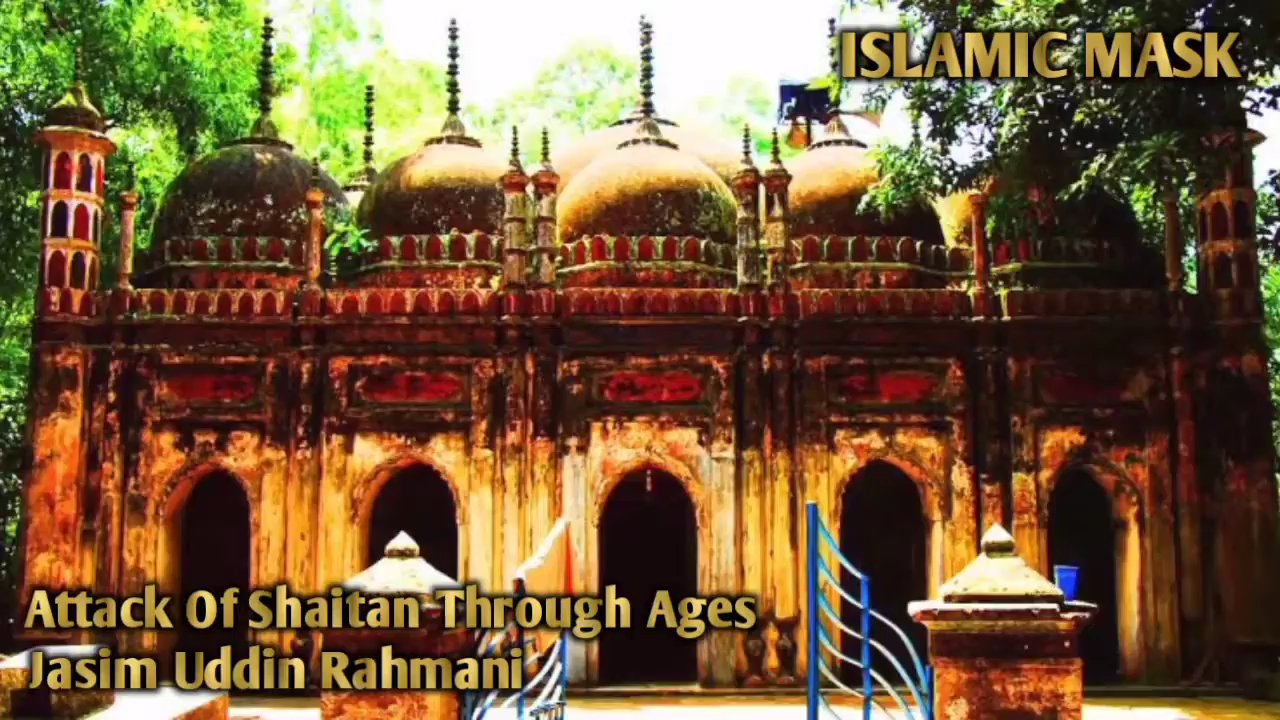 ISLAMIC MASK
Attack Of Shaitan Through Ages
Jasim Uddin Rahmani